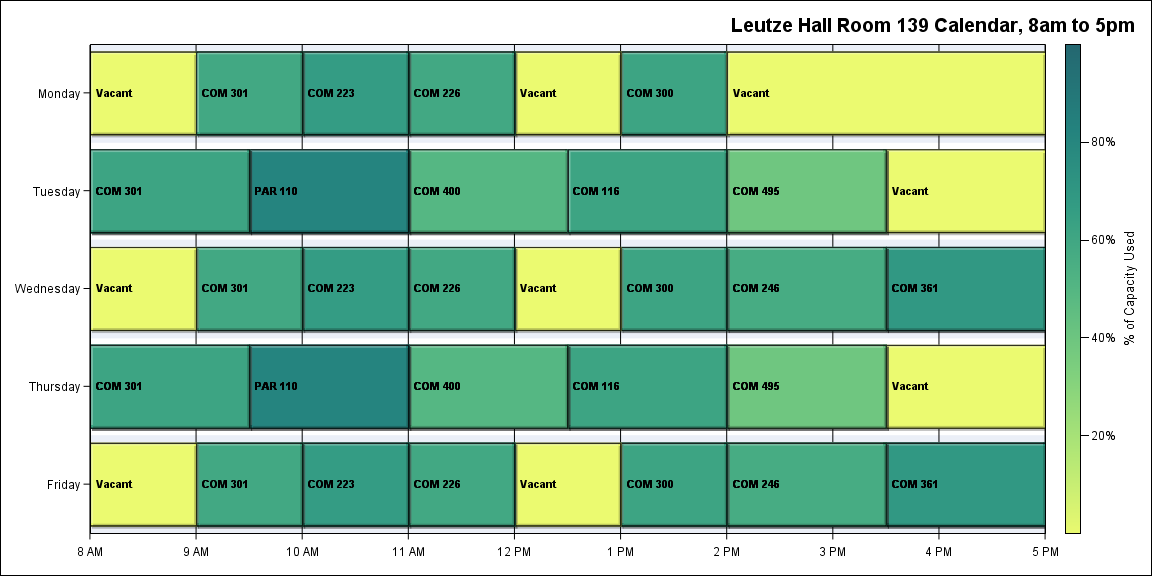 Leutze Hall Room 139 Calendar, 8am to 5pm
Monday
Vacant
COM 301
COM 223
COM 226
Vacant
COM 300
Vacant
Tuesday
COM 301
PAR 110
COM 400
COM 116
COM 495
Vacant
Wednesday
Vacant
COM 301
COM 223
COM 226
Vacant
COM 300
COM 246
COM 361
Thursday
COM 301
PAR 110
COM 400
COM 116
COM 495
Vacant
Friday
Vacant
COM 301
COM 223
COM 226
Vacant
COM 300
COM 246
COM 361
8 AM
9 AM
10 AM
11 AM
12 PM
1 PM
2 PM
3 PM
4 PM
5 PM
80%
60%
40%
20%
% of Capacity Used